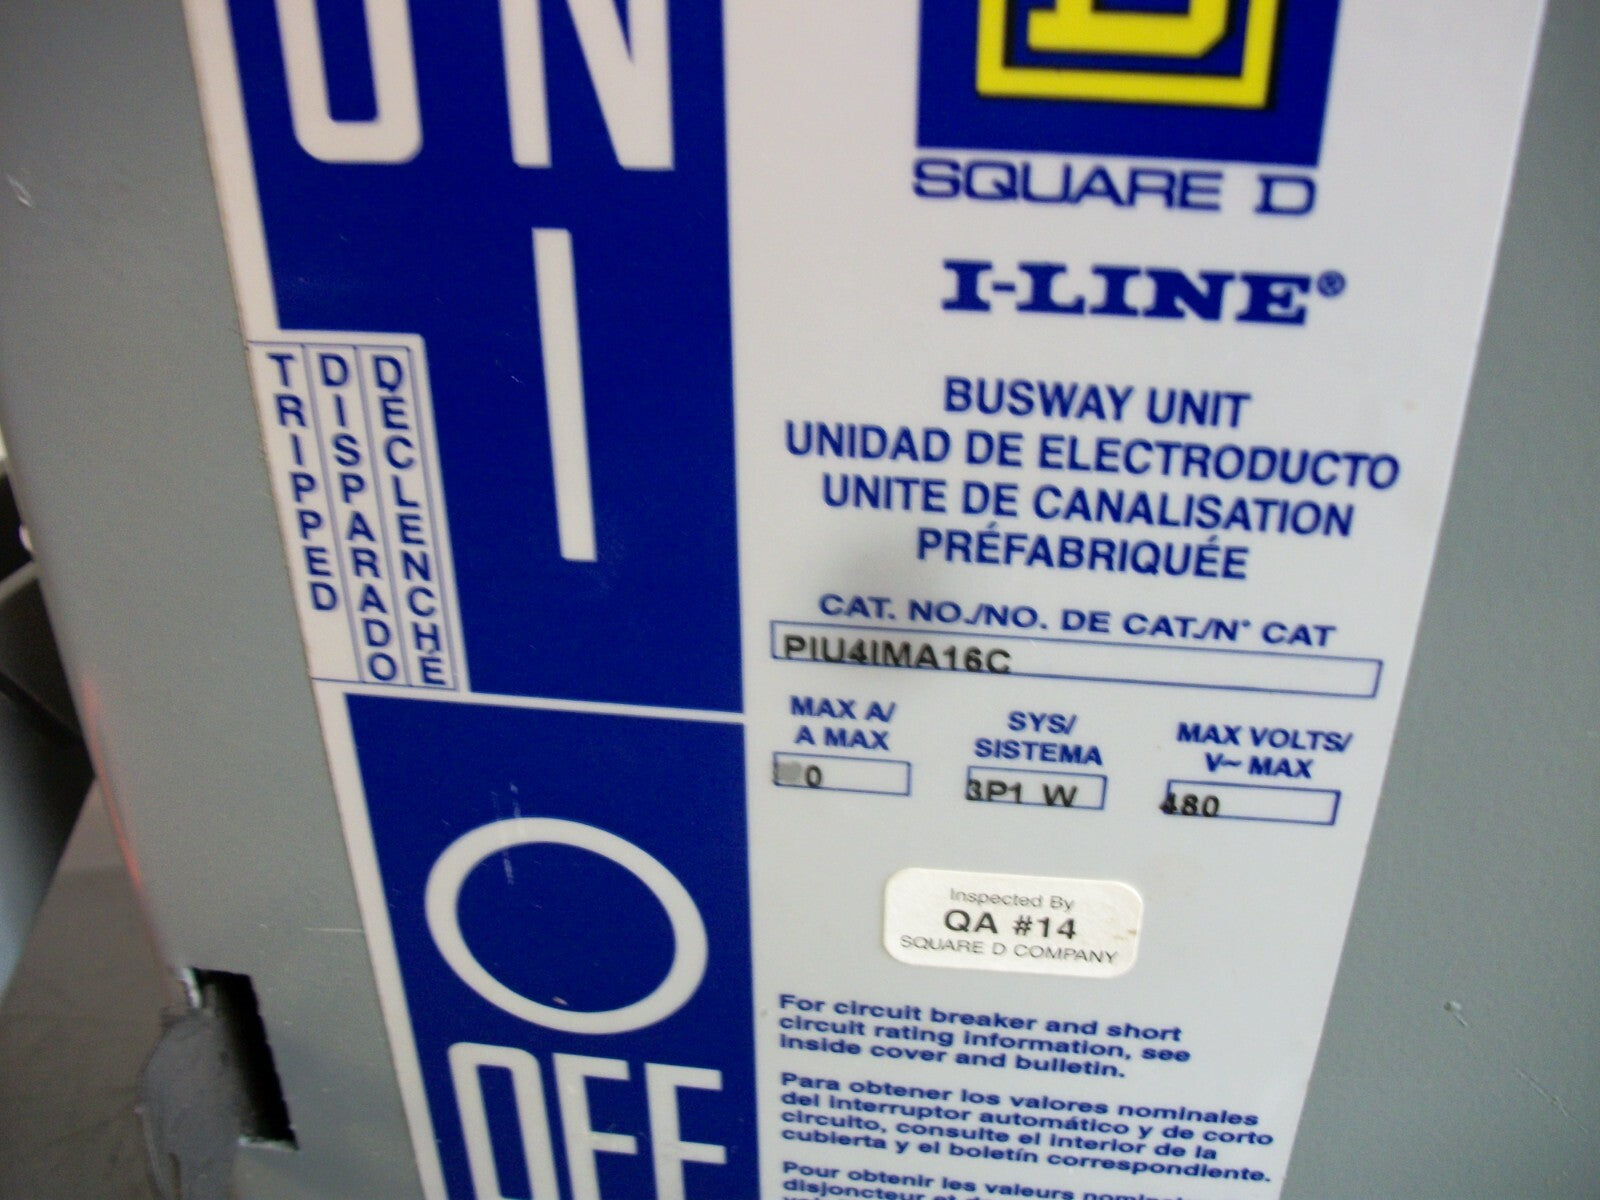 ON
I
TRIPPED
DISPARADO
DECLENCHÉ
OFF
SQUARE D
I-LINE®
BUSWAY UNIT
UNIDAD DE ELECTRODUCTO
UNITE DE CANALISATION
PRÉFABRIQUÉE
CAT. NO./NO. DE CAT./N° CAT
PIU4IMA16C
MAX A/
A MAX
0
SYS/
SISTEMA
3P1 W
MAX VOLTS/
V~ MAX
480
Inspected By
QA #14
SQUARE D COMPANY
For circuit breaker and short
circuit rating information, see
inside cover and bulletin.
Para obtener los valores nominales
del interruptor automático y de corto
circuito, consulte el interior de la
cubierta y el boletín correspondiente.
Pour obtenir les valeurs
disjoncteur et